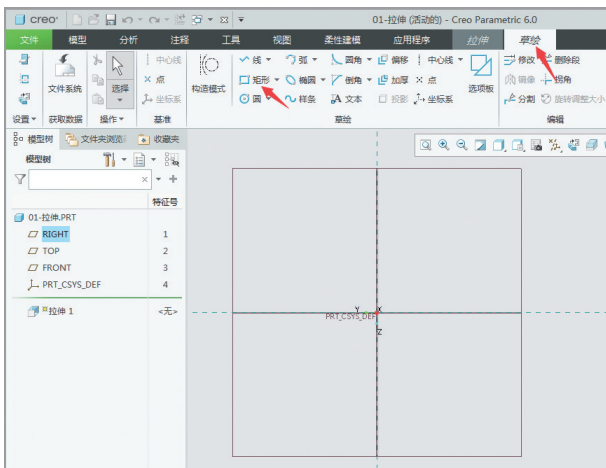 creo® 01-拉伸 (活动的) - Creo Parametric 6.0
文件 模型 分析 注释 工具 视图 柔性建模 应用程序 拉伸 草绘
中心线 线 弧 圆角 偏移 中心线 修改 删除段
文件系统 选择 点 构造模式 矩形 椭圆 倒角 加厚 点 选项板 镜像 拐角
坐标系 圆 样条 文本 投影 坐标系 分割 旋转调整大小
设置 获取数据 操作 基准 草绘 编辑
模型树 文件夹浏览 收藏夹
模型树
特征号
01-拉伸.PRT
RIGHT 1
TOP 2
FRONT 3
PRT_CSYS_DEF 4
拉伸 1 <无>
Y X
PRT_CSYS_DEF
Z